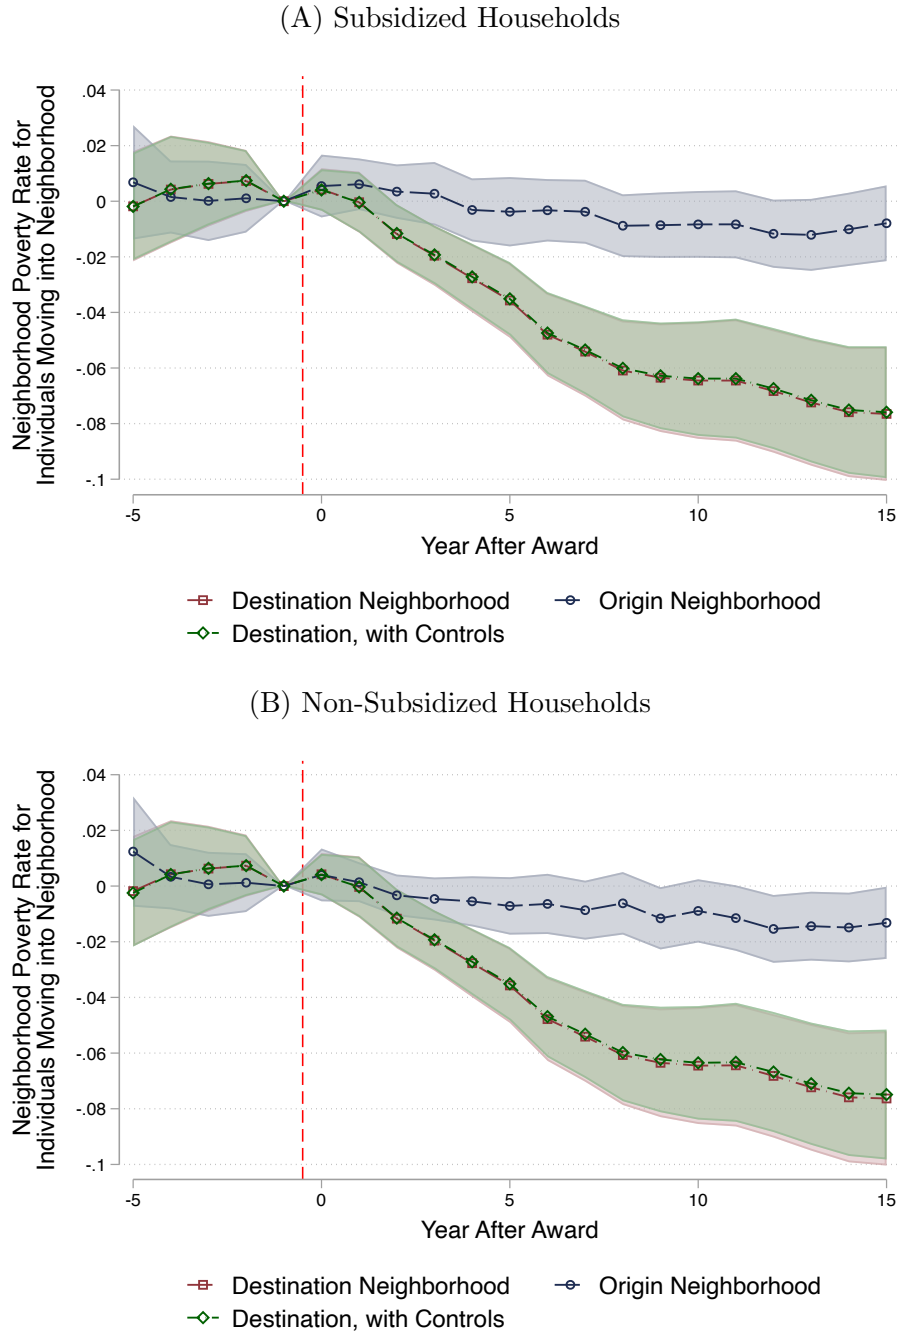 (A) Subsidized Households
Neighborhood Poverty Rate for
Individuals Moving into Neighborhood
.04
.02
0
-.02
-.04
-.06
-.08
-.1
-5 0 5 10 15
Year After Award
Destination Neighborhood Origin Neighborhood
Destination, with Controls
(B) Non-Subsidized Households
Neighborhood Poverty Rate for
Individuals Moving into Neighborhood
.04
.02
0
-.02
-.04
-.06
-.08
-.1
-5 0 5 10 15
Year After Award
Destination Neighborhood Origin Neighborhood
Destination, with Controls